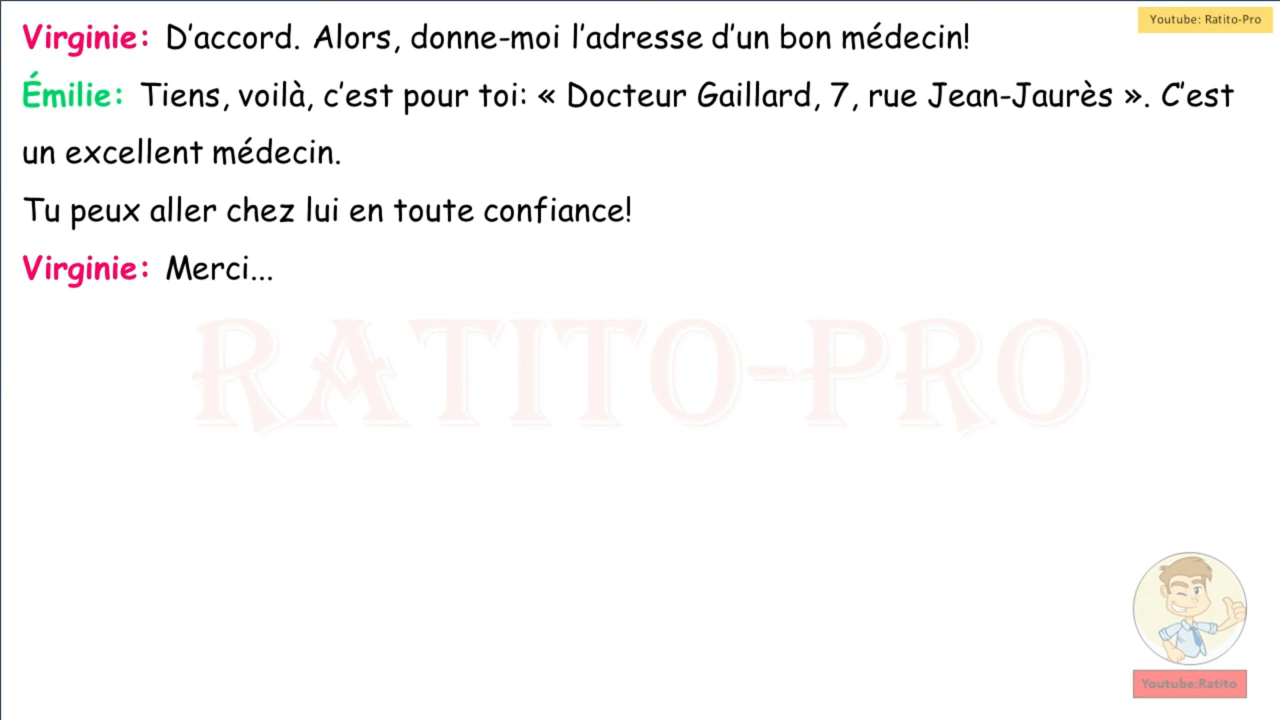 Youtube: Ratito-Pro
Virginie: D’accord. Alors, donne-moi l’adresse d’un bon médecin!
Émilie: Tiens, voilà, c’est pour toi: « Docteur Gaillard, 7, rue Jean-Jaurès ». C’est
un excellent médecin.
Tu peux aller chez lui en toute confiance!
Virginie: Merci...
RATITO-PRO
Youtube:Ratito